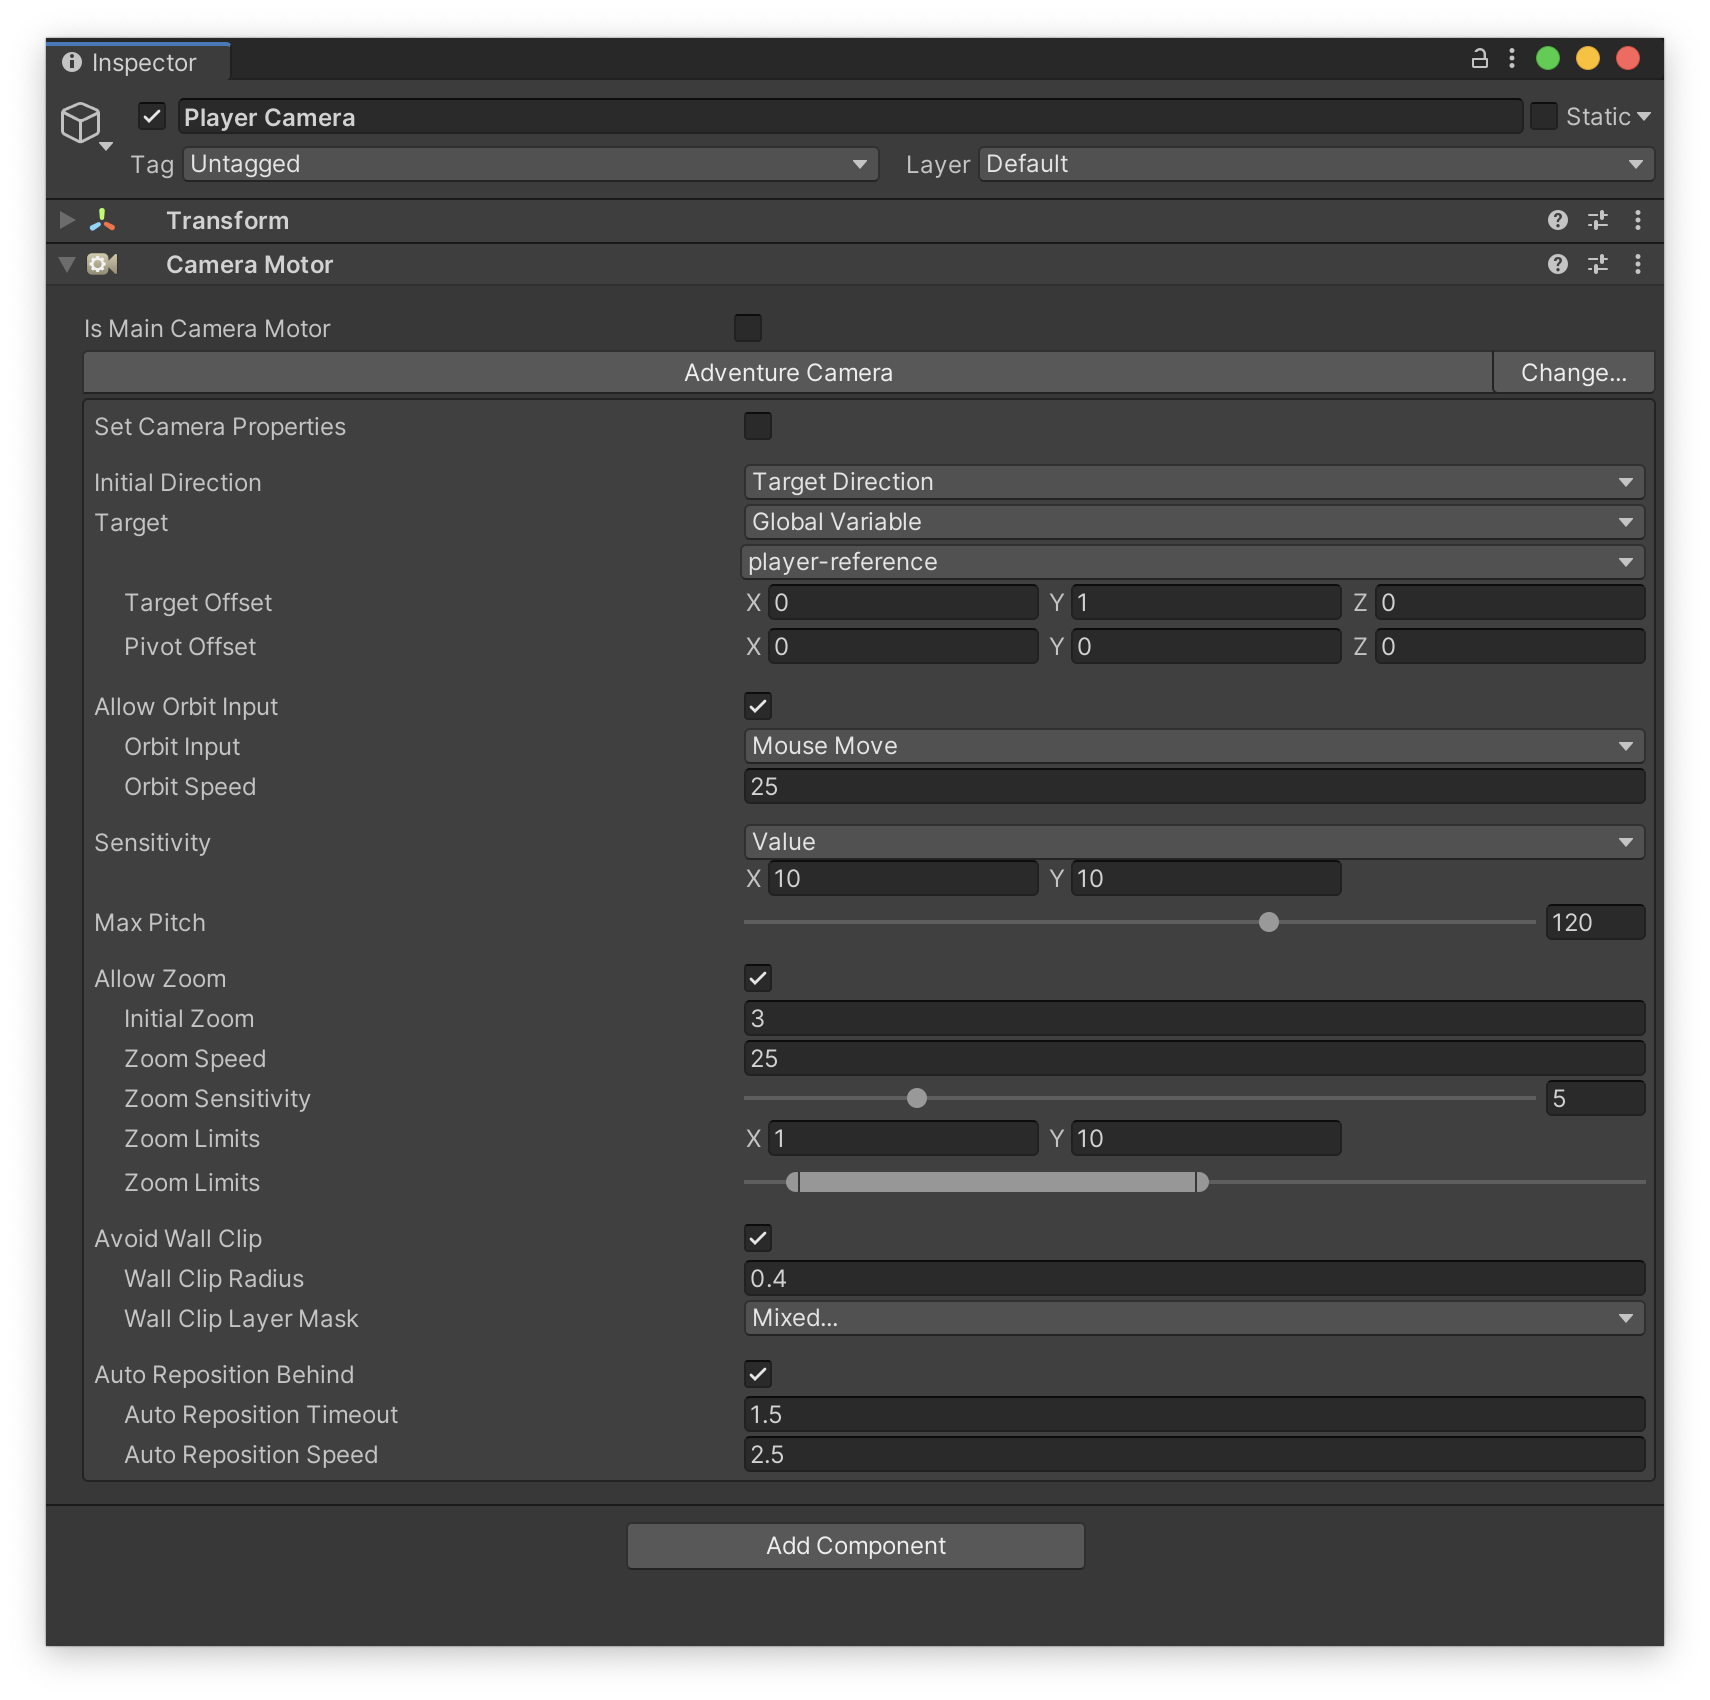 Inspector
Player Camera
Static
Tag Untagged Layer Default
Transform
Camera Motor
Is Main Camera Motor
Adventure Camera Change...
Set Camera Properties
Initial Direction Target Direction
Target Global Variable
player-reference
Target Offset X 0 Y 1 Z 0
Pivot Offset X 0 Y 0 Z 0
Allow Orbit Input
Orbit Input Mouse Move
Orbit Speed 25
Sensitivity Value
X 10 Y 10
Max Pitch 120
Allow Zoom
Initial Zoom 3
Zoom Speed 25
Zoom Sensitivity 5
Zoom Limits X 1 Y 10
Zoom Limits
Avoid Wall Clip
Wall Clip Radius 0.4
Wall Clip Layer Mask Mixed...
Auto Reposition Behind
Auto Reposition Timeout 1.5
Auto Reposition Speed 2.5
Add Component